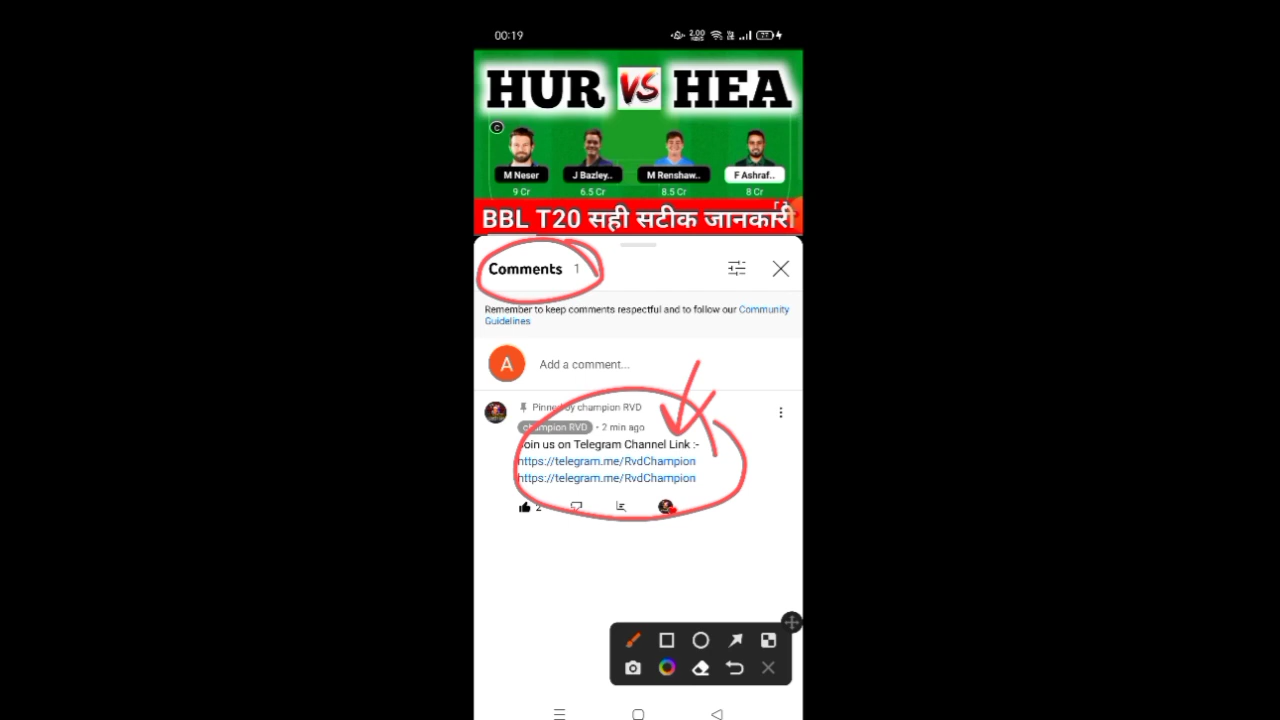 00:19
2.00
77
HUR VS HEA
C
M Neser
J Bazley..
M Renshaw..
F Ashraf..
9 Cr
6.5 Cr
8.5 Cr
8 Cr
BBL T20 सही सटीक जानकारी
Comments 1
Remember to keep comments respectful and to follow our Community
Guidelines
A
Add a comment...
Pinned by champion RVD
champion RVD • 2 min ago
Join us on Telegram Channel Link :-
https://telegram.me/RvdChampion
https://telegram.me/RvdChampion
2